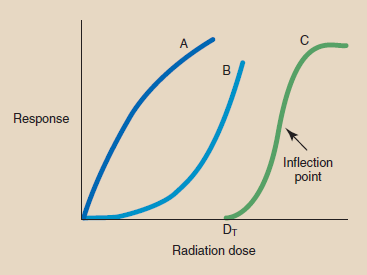 A
C
B
Response
Inflection
point
DT
Radiation dose